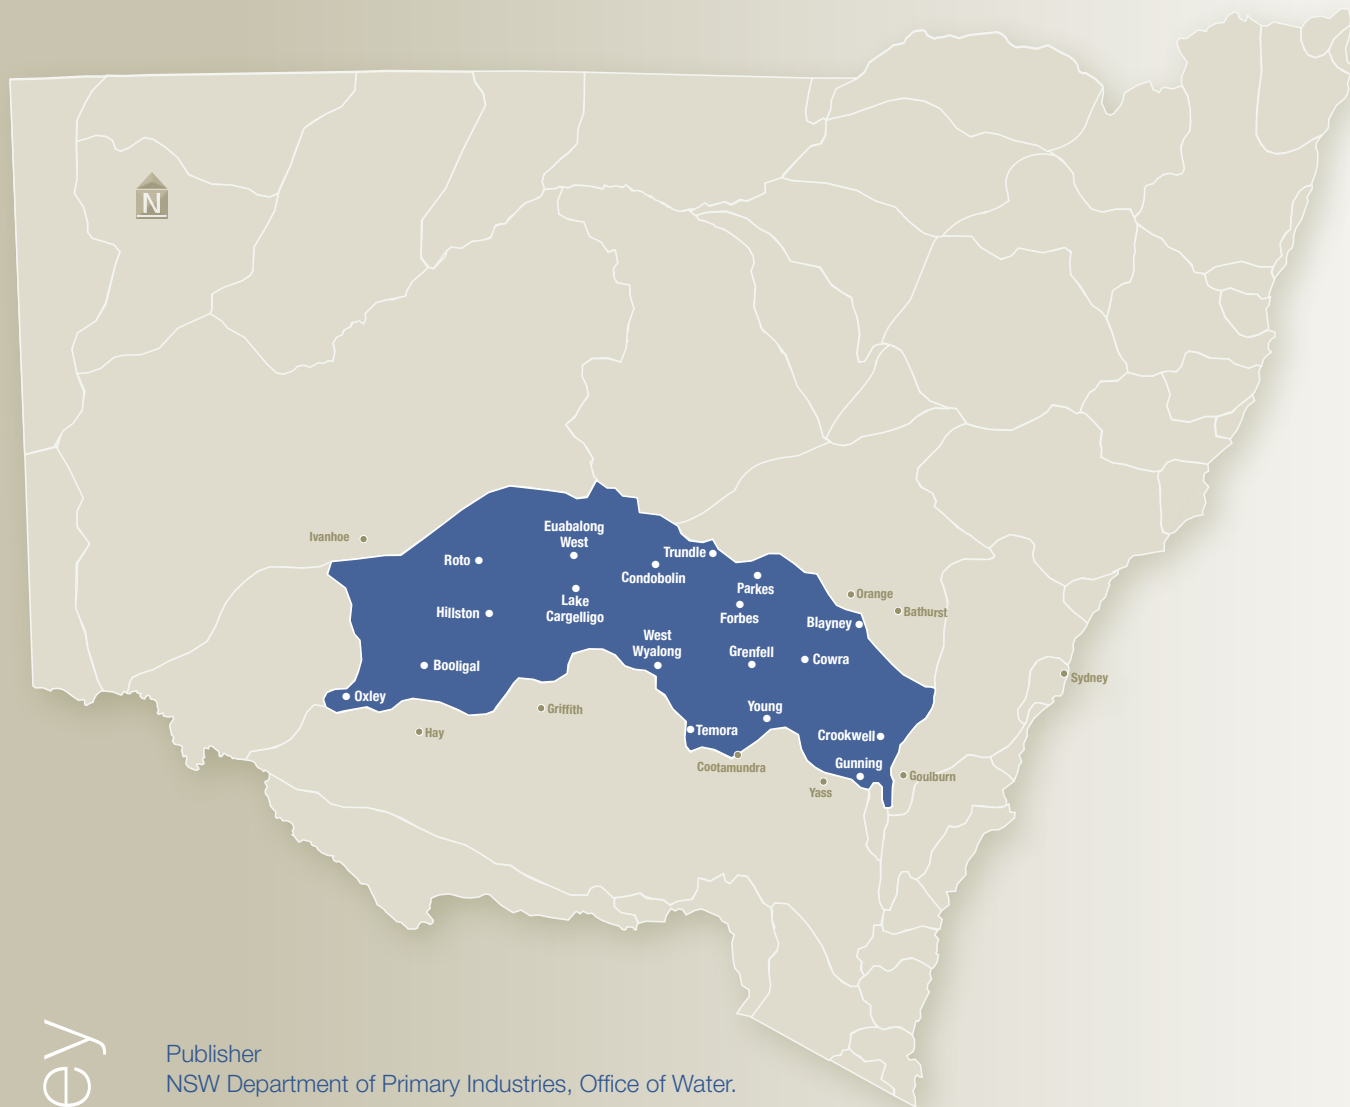 N
Ivanhoe
Euabalong
West
Roto
Trundle
Condobolin
Parkes
Orange
Lake
Cargelligo
Bathurst
Hillston
Forbes
Blayney
West
Wyalong
Grenfell
Cowra
Booligal
Sydney
Oxley
Griffith
Young
Hay
Temora
Crookwell
Gunning
Cootamundra
Goulburn
Yass
ey
Publisher
NSW Department of Primary Industries, Office of Water.